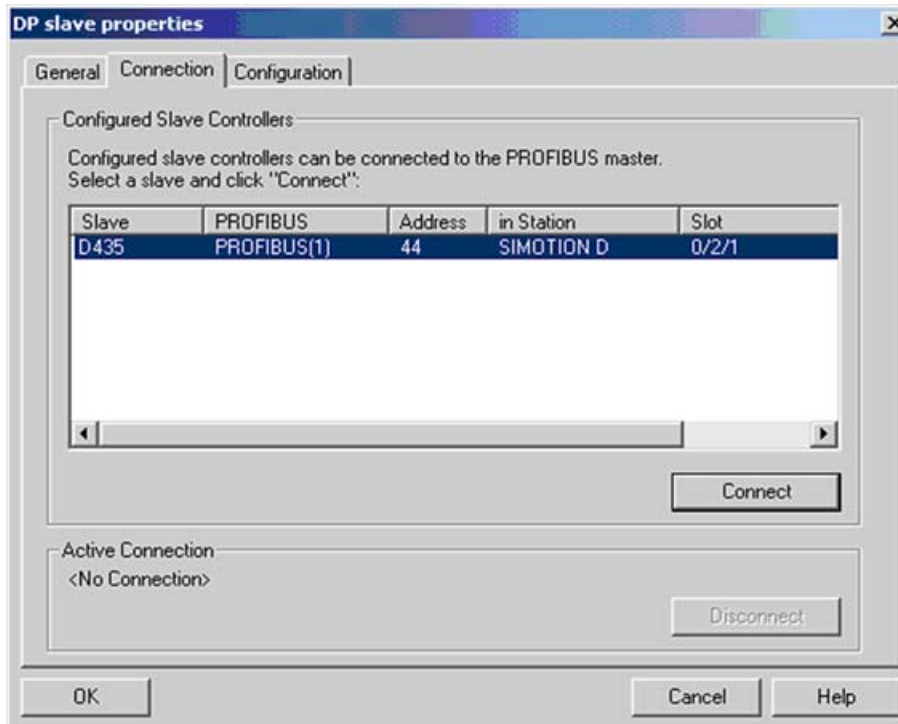 DP slave properties
General Connection Configuration
Configured Slave Controllers
Configured slave controllers can be connected to the PROFIBUS master.
Select a slave and click "Connect":
Slave PROFIBUS Address in Station Slot
D435 PROFIBUS(1) 44 SIMOTION D 0/2/1
Connect
Active Connection
<No Connection>
Disconnect
OK Cancel Help